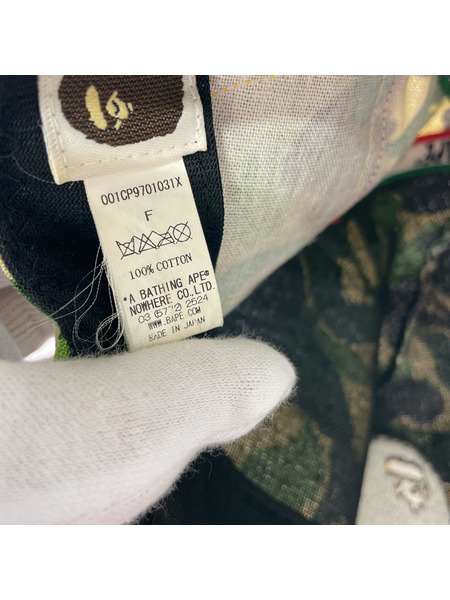 001CP9701031X
F
100% COTTON
*A BATHING APE®
NOWHERE CO.,LTD.
03 (5772) 2524
WWW.BAPE.COM
MADE IN JAPAN